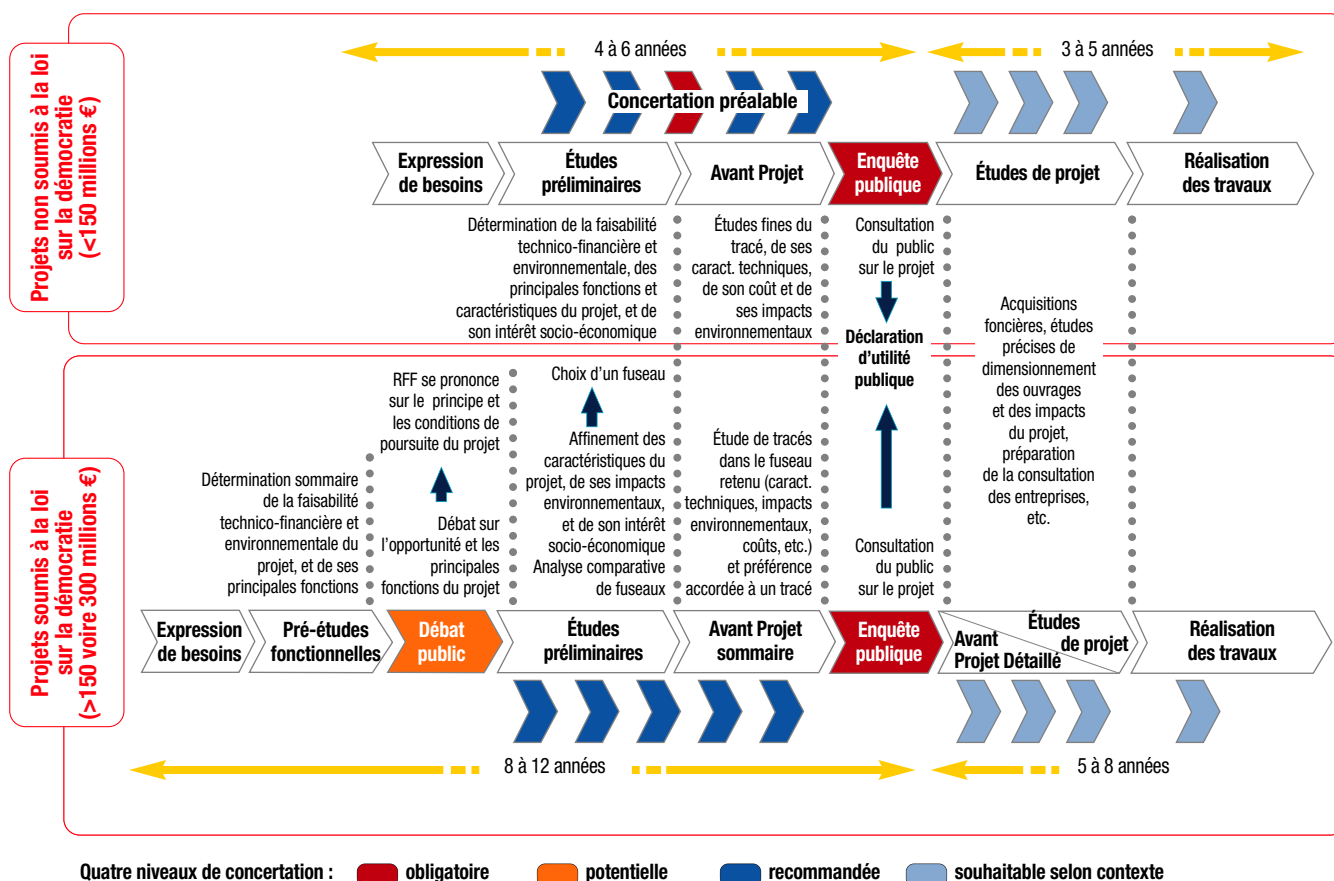 Projets non soumis à la loi
sur la démocratie
(<150 millions €)
4 à 6 années
3 à 5 années
Concertation préalable
Expression
de besoins
Études
préliminaires
Avant Projet
Enquête
publique
Études de projet
Réalisation
des travaux
Détermination de la faisabilité
technico-financière et
environnementale, des
principales fonctions et
caractéristiques du projet, et de
son intérêt socio-économique
Études fines du
tracé, de ses
caract. techniques,
de son coût et de
ses impacts
environnementaux
Consultation
du public
sur le projet
Déclaration
d'utilité
publique
Acquisitions
foncières, études
précises de
dimensionnement
des ouvrages
et des impacts
du projet,
préparation
de la consultation
des entreprises,
etc.
Projets soumis à la loi
sur la démocratie
(>150 voire 300 millions €)
Détermination sommaire
de la faisabilité
technico-financière et
environnementale du
projet, et de ses
principales fonctions
RFF se prononce
sur le principe et
les conditions de
poursuite du projet
Débat sur
l'opportunité et les
principales
fonctions du projet
Choix d'un fuseau
Affinement des
caractéristiques du
projet, de ses impacts
environnementaux,
et de son intérêt
socio-économique
Analyse comparative
de fuseaux
Étude de tracés
dans le fuseau
retenu (caract.
techniques, impacts
environnementaux,
coûts, etc.)
et préférence
accordée à un tracé
Consultation
du public
sur le projet
Expression
de besoins
Pré-études
fonctionnelles
Débat
public
Études
préliminaires
Avant Projet
sommaire
Enquête
publique
Avant
Projet Détaillé
Études
de projet
Réalisation
des travaux
8 à 12 années
5 à 8 années
Quatre niveaux de concertation :
obligatoire
potentielle
recommandée
souhaitable selon contexte